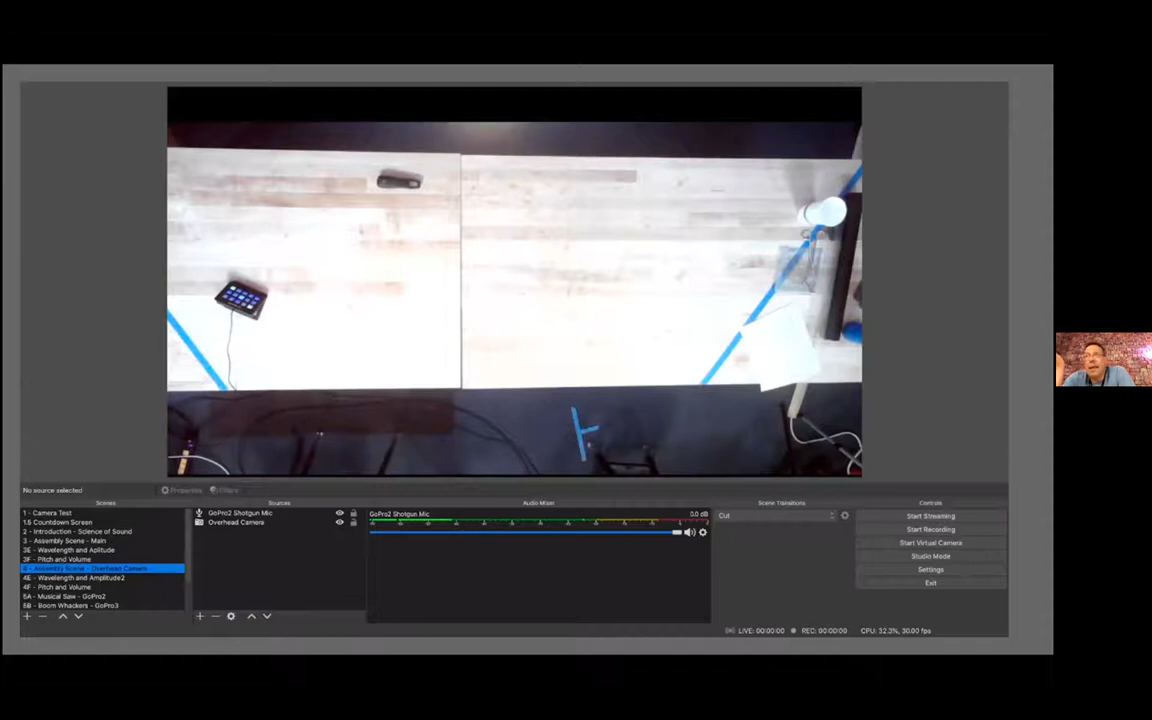 No source selected
Properties
Filters
Scenes
Sources
Audio Mixer
Scene Transitions
Controls
1 - Camera Test
1.5 Countdown Screen
2 - Introduction - Science of Sound
3 - Assembly Scene - Main
3E - Wavelength and Aplitude
3F - Pitch and Volume
4 - Assembly Scene - Overhead Camera
4E - Wavelength and Amplitude2
4F - Pitch and Volume
5A - Musical Saw - GoPro2
5B - Boom Whackers - GoPro3
GoPro2 Shotgun Mic
Overhead Camera
GoPro2 Shotgun Mic
0.0 dB
Cut
Start Streaming
Start Recording
Start Virtual Camera
Studio Mode
Settings
Exit
LIVE: 00:00:00
REC: 00:00:00
CPU: 32.3%, 30.00 fps